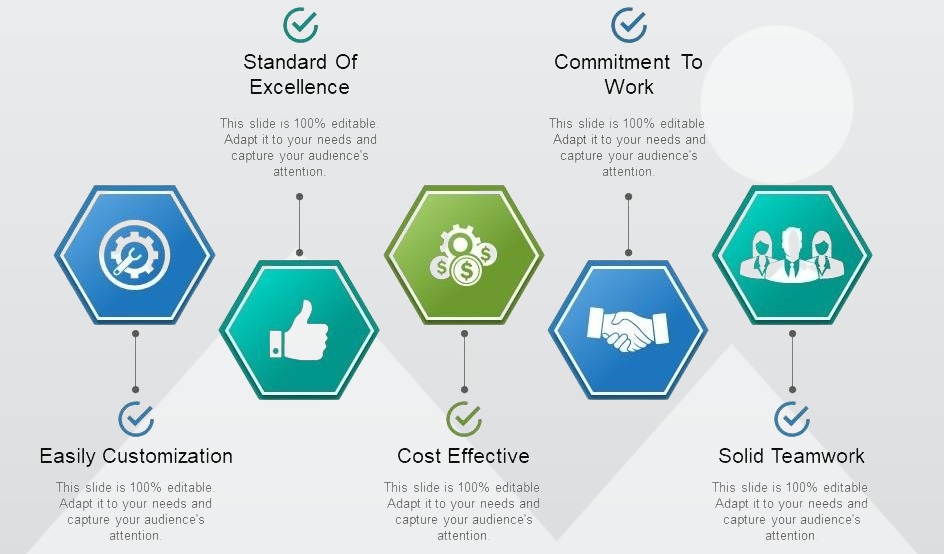 Standard Of
Excellence
This slide is 100% editable.
Adapt it to your needs and
capture your audience's
attention.
Commitment To
Work
This slide is 100% editable.
Adapt it to your needs and
capture your audience's
attention.
$
$
$
Easily Customization
This slide is 100% editable.
Adapt it to your needs and
capture your audience's
attention.
Cost Effective
This slide is 100% editable.
Adapt it to your needs and
capture your audience's
attention.
Solid Teamwork
This slide is 100% editable.
Adapt it to your needs and
capture your audience's
attention.